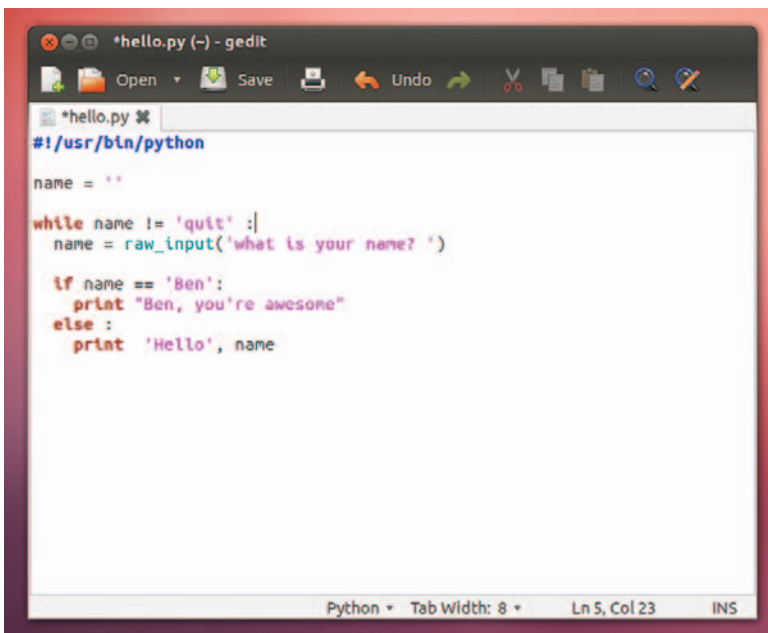 *hello.py (~) - gedit
Open Save Undo
*hello.py
#!/usr/bin/python
name = ''
while name != 'quit' :
  name = raw_input('what is your name? ')
  if name == 'Ben':
    print "Ben, you're awesome"
  else :
    print  'Hello', name
Python Tab Width: 8 Ln 5, Col 23 INS